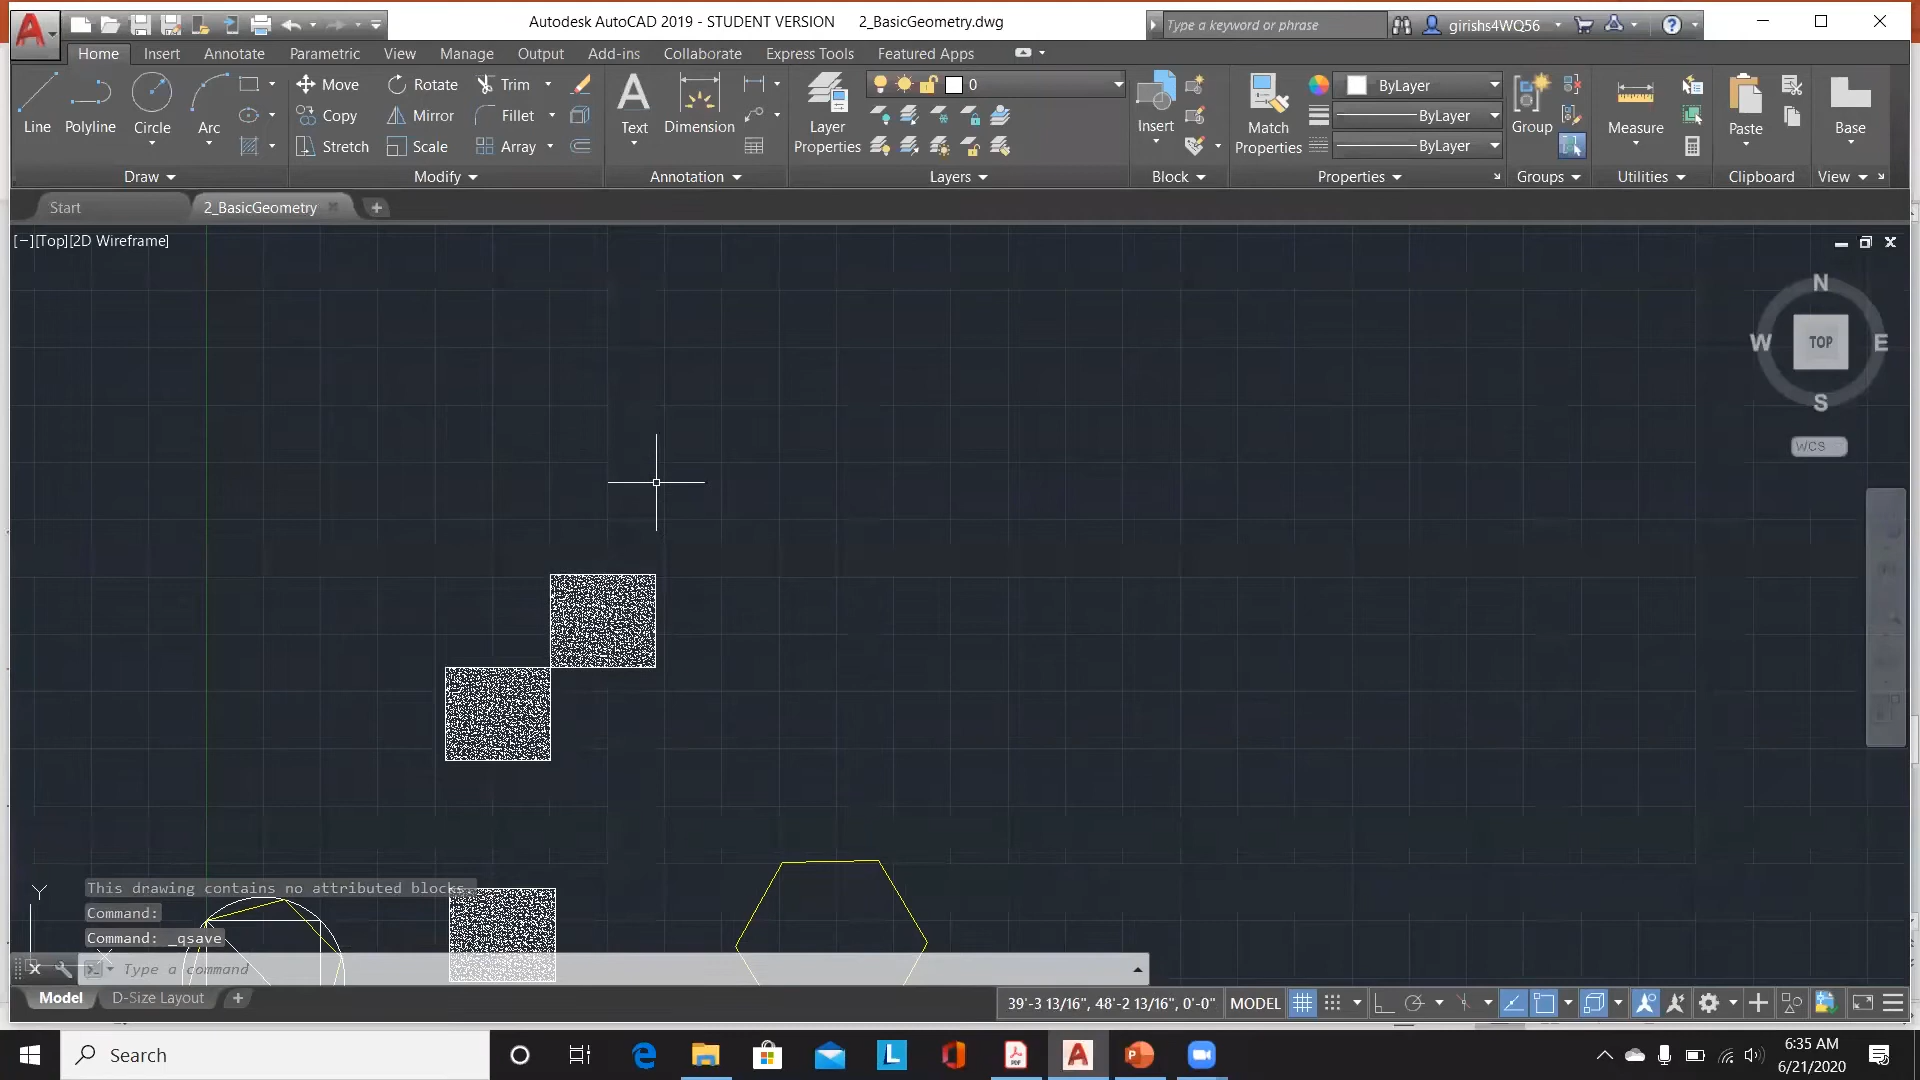 Autodesk AutoCAD 2019 - STUDENT VERSION 2_BasicGeometry.dwg
Type a keyword or phrase
girishs4WQ56
Home Insert Annotate Parametric View Manage Output Add-ins Collaborate Express Tools Featured Apps
Line Polyline Circle Arc
Draw
Move Rotate Trim
Copy Mirror Fillet
Stretch Scale Array
Modify
Text Dimension
Annotation
Layer Properties
0
Layers
Insert
Block
Match Properties
ByLayer
ByLayer
ByLayer
Properties
Group
Groups
Measure
Utilities
Paste
Clipboard
Base
View
Start 2_BasicGeometry
[−][Top][2D Wireframe]
N
W TOP E
S
WCS
Y
This drawing contains no attributed blocks.
Command:
Command: _qsave
X
Type a command
Model D-Size Layout
39'-3 13/16", 48'-2 13/16", 0'-0" MODEL
Search
6:35 AM
6/21/2020